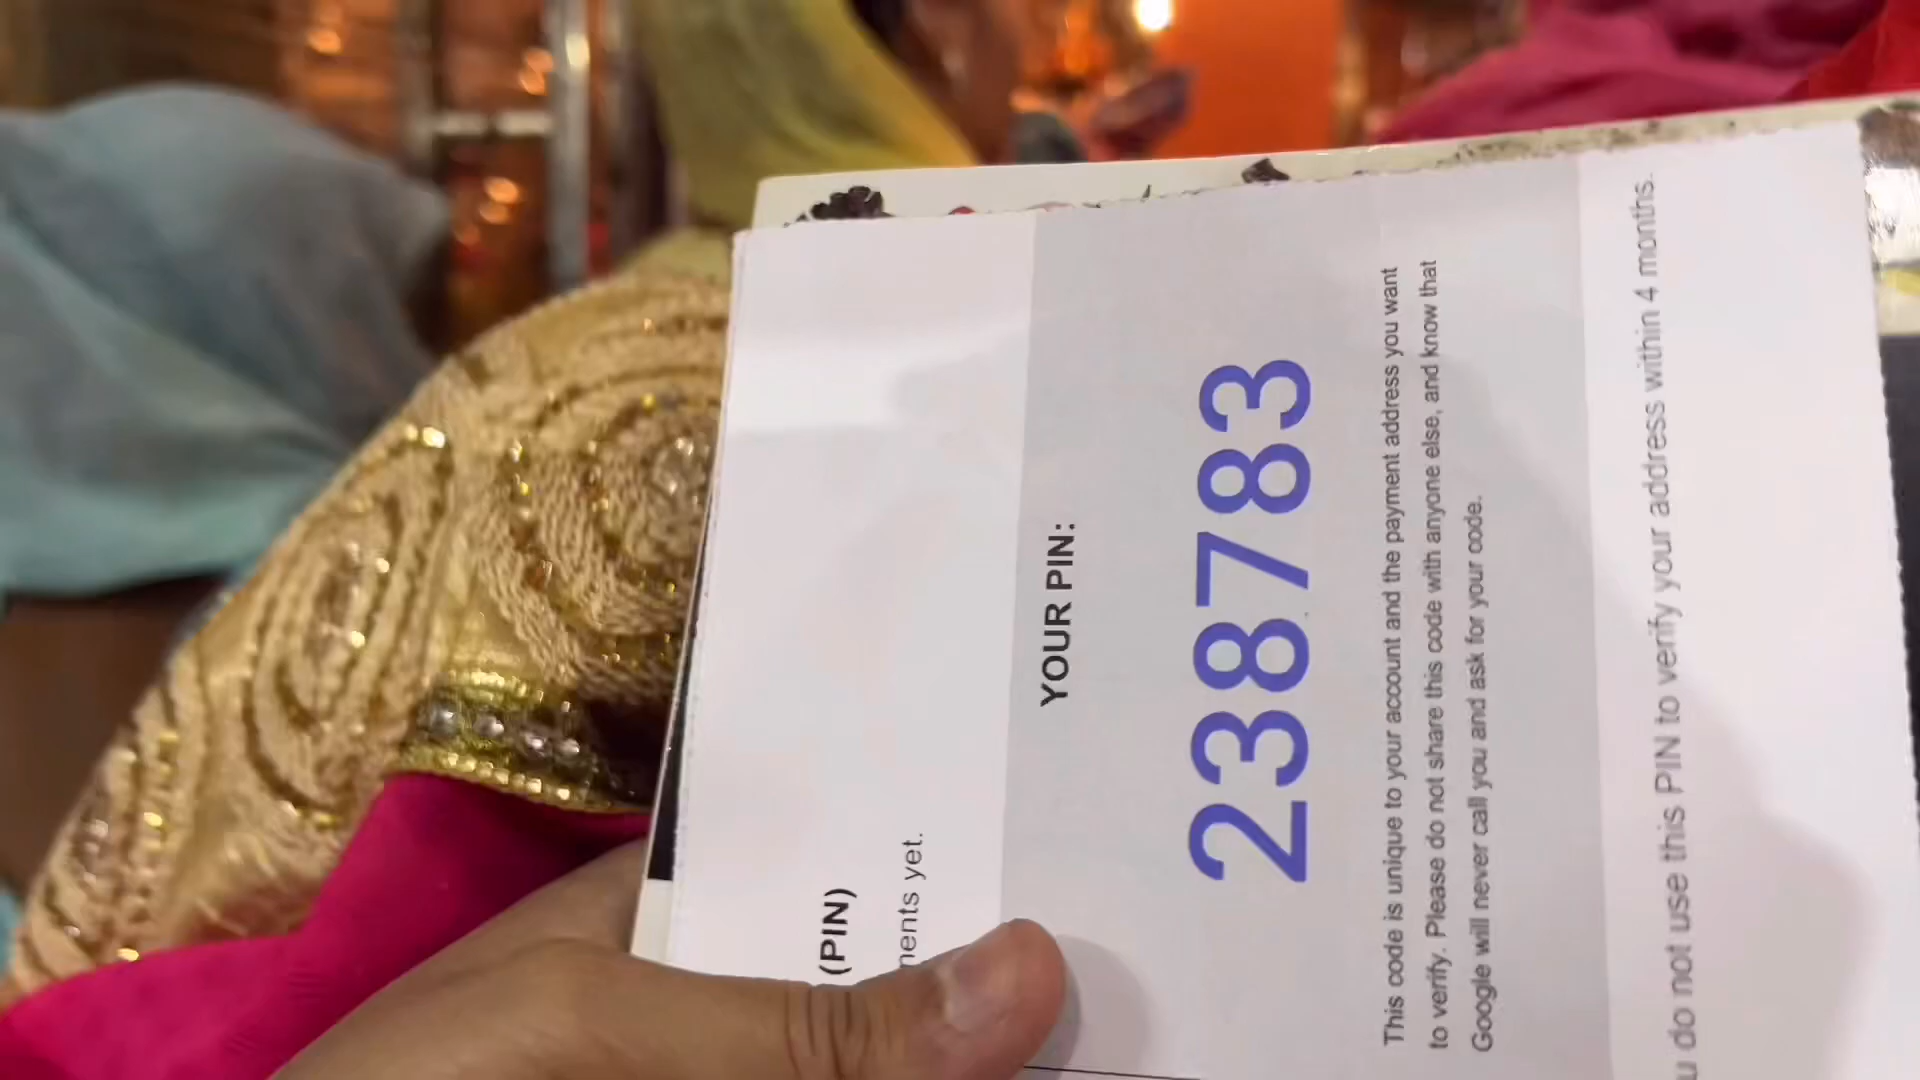 (PIN)
ments yet.
YOUR PIN:
238783
This code is unique to your account and the payment address you want
to verify. Please do not share this code with anyone else, and know that
Google will never call you and ask for your code.
u do not use this PIN to verify your address within 4 months.